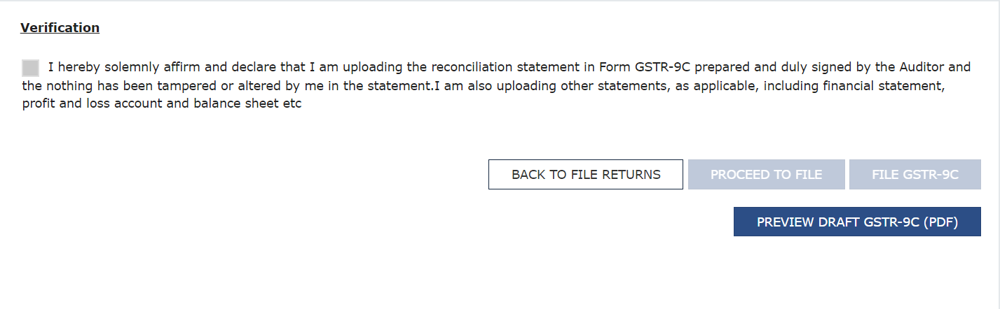 Verification
I hereby solemnly affirm and declare that I am uploading the reconciliation statement in Form GSTR-9C prepared and duly signed by the Auditor and
the nothing has been tampered or altered by me in the statement.I am also uploading other statements, as applicable, including financial statement,
profit and loss account and balance sheet etc
BACK TO FILE RETURNS PROCEED TO FILE FILE GSTR-9C
PREVIEW DRAFT GSTR-9C (PDF)